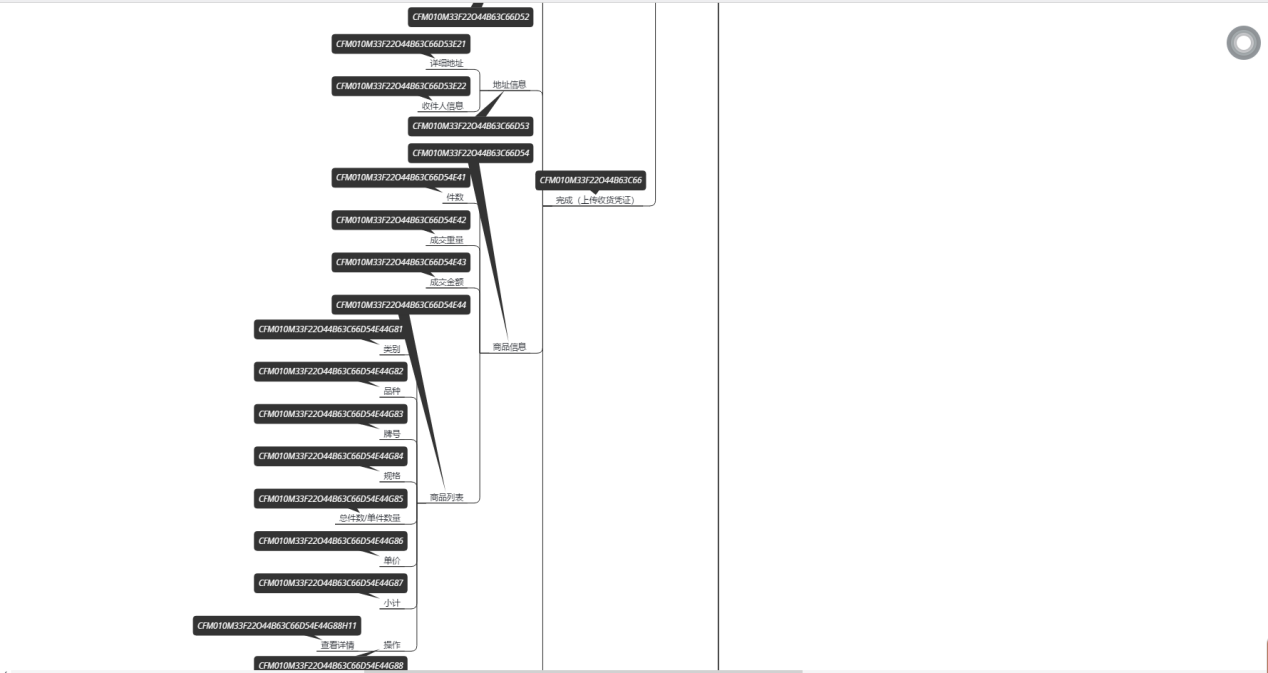 CFM010M33F22O44B63C66D52
CFM010M33F22O44B63C66D53E21
详细地址
CFM010M33F22O44B63C66D53E22
地址信息
收件人信息
CFM010M33F22O44B63C66D53
CFM010M33F22O44B63C66D54
CFM010M33F22O44B63C66D54E41
CFM010M33F22O44B63C66
件数
完成（上传收货凭证）
CFM010M33F22O44B63C66D54E42
成交重量
CFM010M33F22O44B63C66D54E43
成交金额
CFM010M33F22O44B63C66D54E44
CFM010M33F22O44B63C66D54E44G81
类别
商品信息
CFM010M33F22O44B63C66D54E44G82
品种
CFM010M33F22O44B63C66D54E44G83
牌号
CFM010M33F22O44B63C66D54E44G84
规格
CFM010M33F22O44B63C66D54E44G85
商品列表
总件数/单件数量
CFM010M33F22O44B63C66D54E44G86
单价
CFM010M33F22O44B63C66D54E44G87
小计
CFM010M33F22O44B63C66D54E44G88H11
查看详情
操作
CFM010M33F22O44B63C66D54E44G88